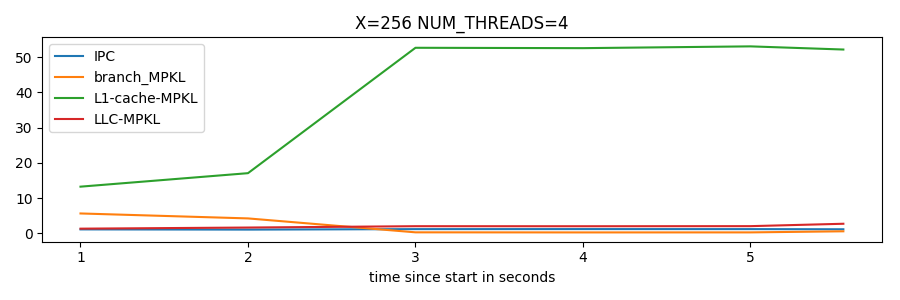 X=256 NUM_THREADS=4
IPC
branch_MPKL
L1-cache-MPKL
LLC-MPKL
50
40
30
20
10
0
1 2 3 4 5
time since start in seconds